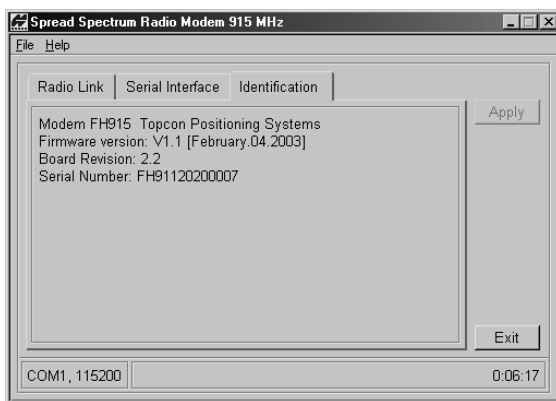 Spread Spectrum Radio Modem 915 MHz
File Help
Radio Link Serial Interface Identification
Modem FH915 Topcon Positioning Systems
Firmware version: V1.1 [February.04.2003]
Board Revision: 2.2
Serial Number: FH91120200007
Apply
Exit
COM1, 115200 0:06:17